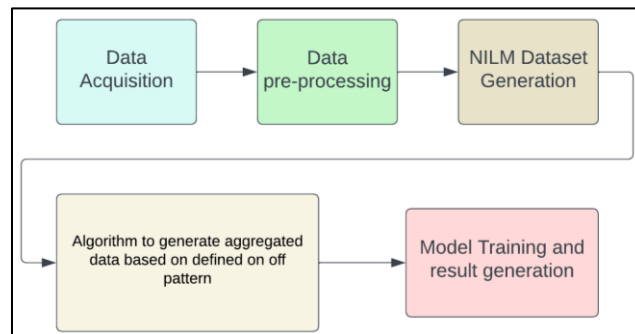 Data
Acquisition
Data
pre-processing
NILM Dataset
Generation
Algorithm to generate aggregated
data based on defined on off
pattern
Model Training and
result generation